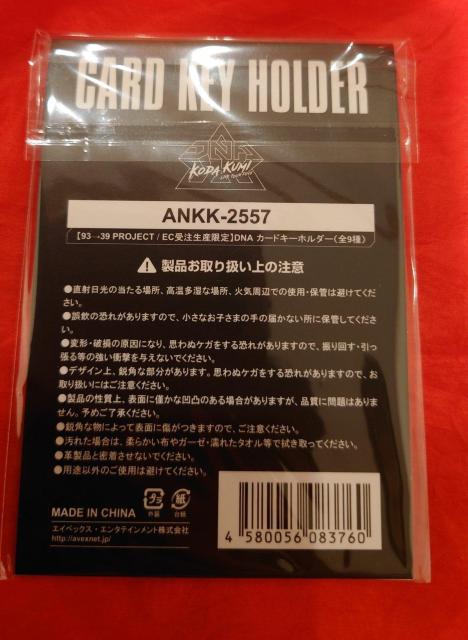 CARD KEY HOLDER
DNA
KODA KUMI
LIVE TOUR 2018
ANKK-2557
【93→39 PROJECT / EC受注生産限定】DNA カードキーホルダー（全9種）
製品お取り扱い上の注意
●直射日光の当たる場所、高温多湿な場所、火気周辺での使用・保管は避けてくだ
さい。
●誤飲の恐れがありますので、小さなお子さまの手の届かない所に保管してくださ
い。
●変形・破損の原因になり、思わぬケガをする恐れがありますので、振り回す・引っ
張る等の強い衝撃を与えないでください。
●デザイン上、鋭角な部分があります。思わぬケガをする恐れがありますので、お
取り扱いにはご注意ください。
●製品の性質上、表面に僅かな凹凸のある場合がありますが、品質に問題はありま
せん。予めご了承ください。
●鋭角な物によって表面に傷がつきますので、ご注意ください。
●汚れた場合は、柔らかい布やガーゼ・濡れたタオル等で拭き取ってください。
●革製品と密着させないでください。
●用途以外のご使用は避けてください。
MADE IN CHINA
プラ
外装
紙
台紙
エイベックス・エンタテインメント株式会社
http://avexnet.jp/
4 580056 083760